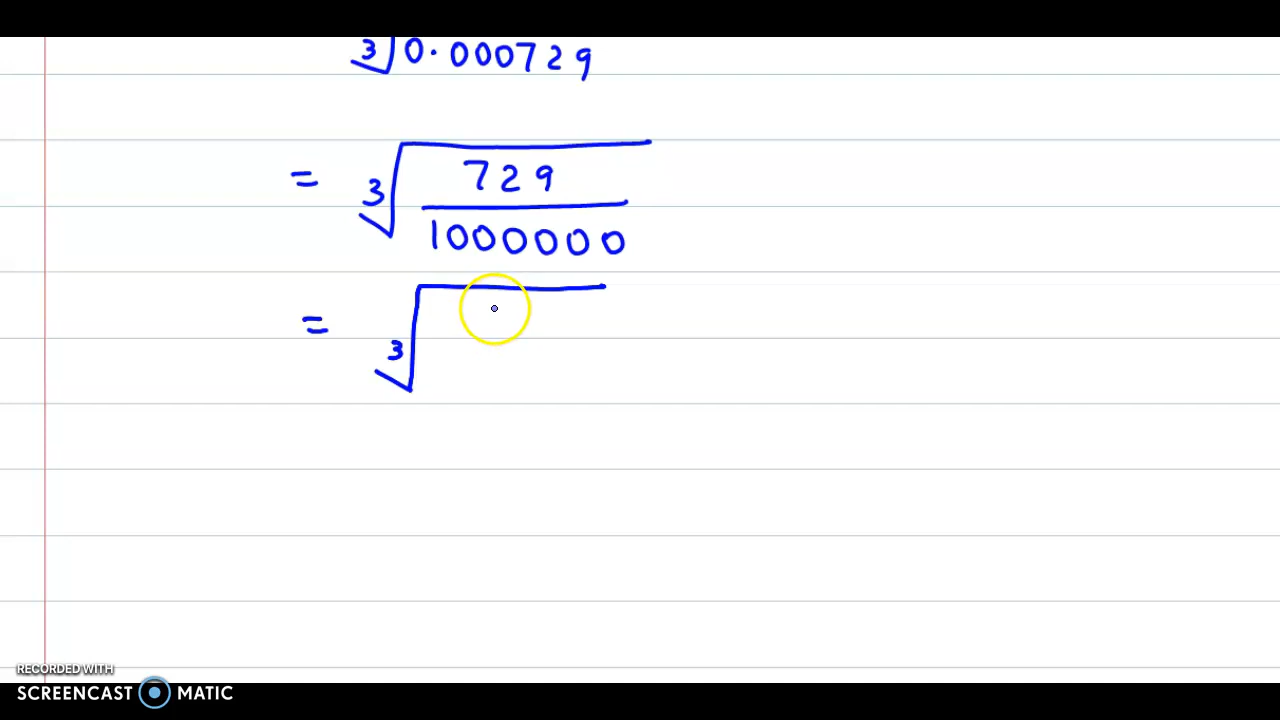 3√0.000729
= 3√729
1000000
= 3√
RECORDED WITH
SCREENCAST MATIC